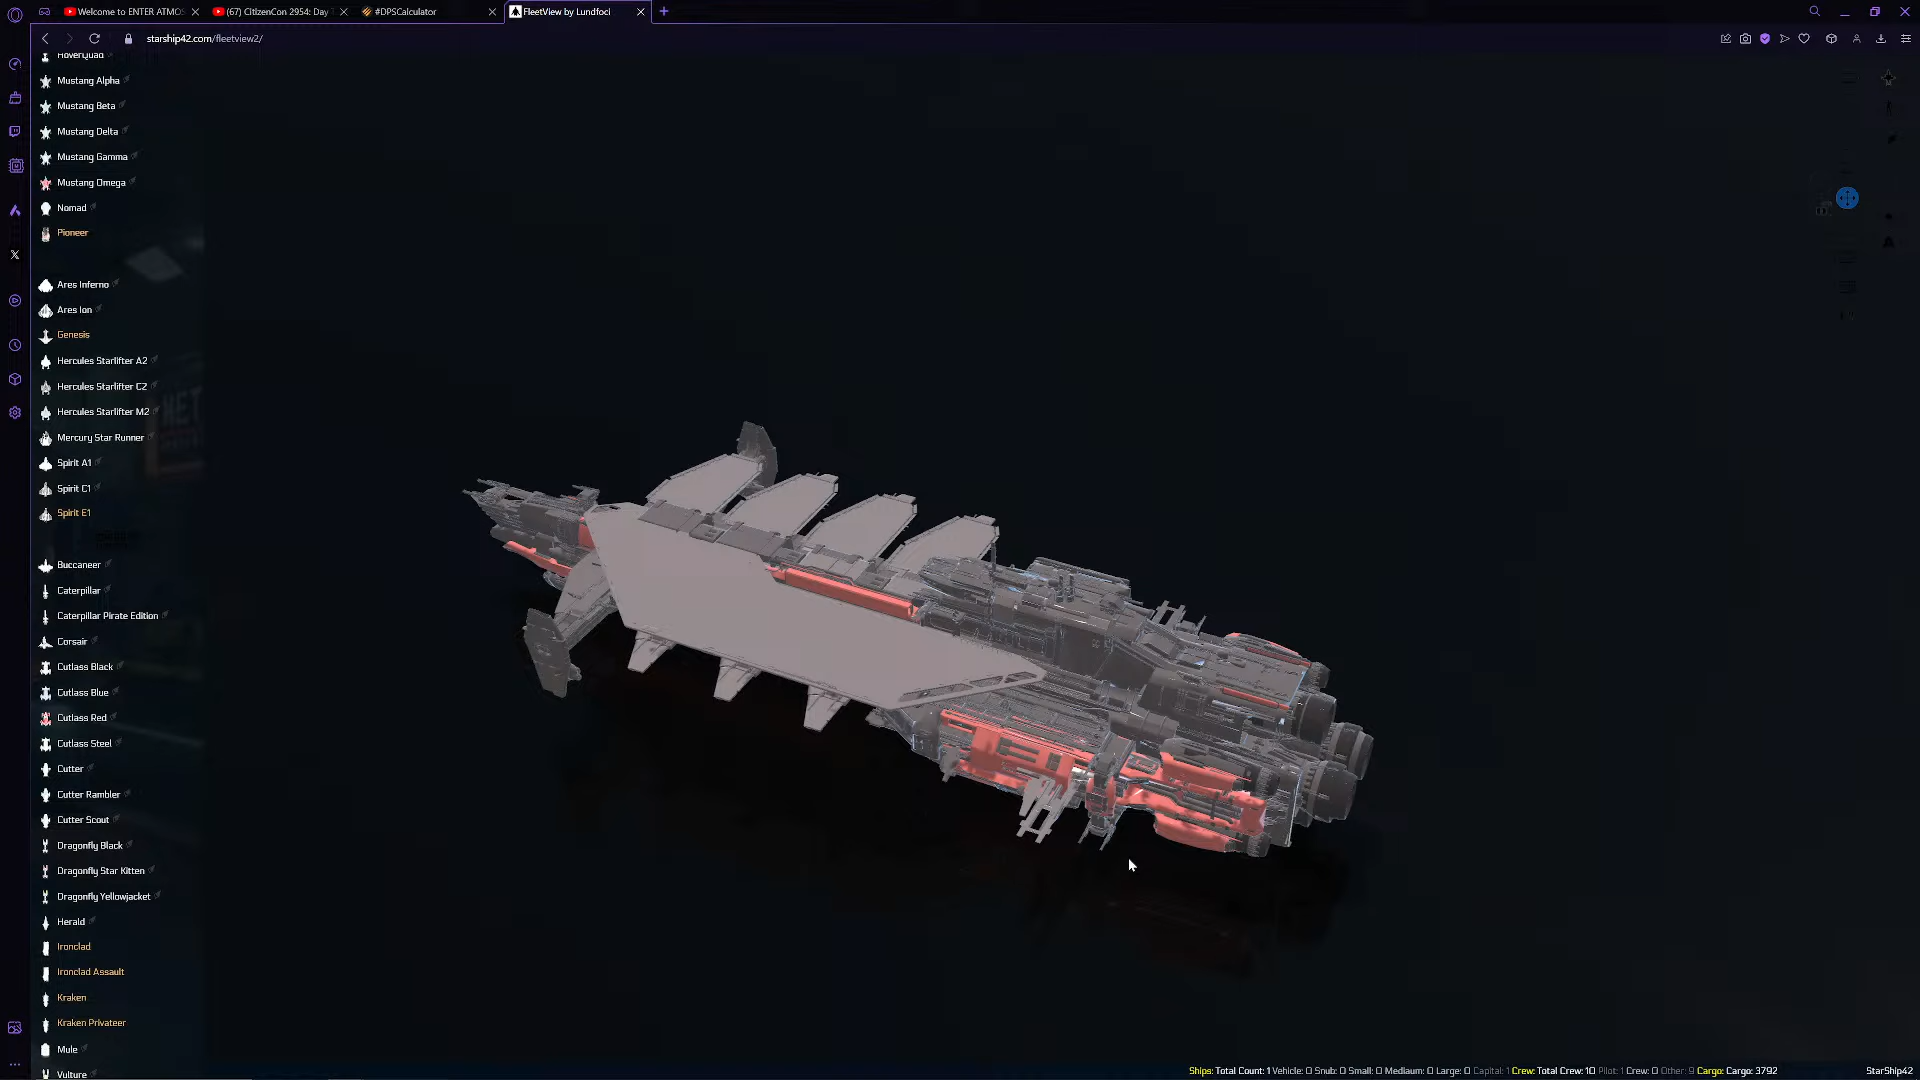 Welcome to ENTER ATMOS
(67) CitizenCon 2954: Day
#DPSCalculator
FleetView by Lundfoci
starship42.com/fleetview2/
HoverQuad
Mustang Alpha
Mustang Beta
Mustang Delta
Mustang Gamma
Mustang Omega
Nomad
Pioneer
Ares Inferno
Ares Ion
Genesis
Hercules Starlifter A2
Hercules Starlifter C2
Hercules Starlifter M2
Mercury Star Runner
Spirit A1
Spirit C1
Spirit E1
Buccaneer
Caterpillar
Caterpillar Pirate Edition
Corsair
Cutlass Black
Cutlass Blue
Cutlass Red
Cutlass Steel
Cutter
Cutter Rambler
Cutter Scout
Dragonfly Black
Dragonfly Star Kitten
Dragonfly Yellowjacket
Herald
Ironclad
Ironclad Assault
Kraken
Kraken Privateer
Mule
Vulture
Ships: Total Count: 1 Vehicle: 0 Snub: 0 Small: 0 Mediaum: 0 Large: 0 Capital: 1 Crew: Total Crew: 10 Pilot: 1 Crew: 0 Other: 9 Cargo: Cargo: 3792
StarShip42